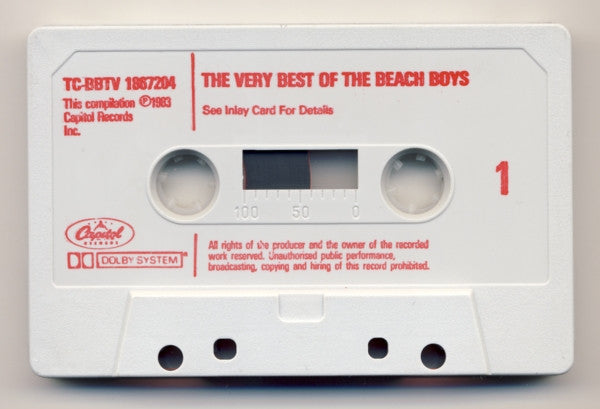 TC-BBTV 1867204
This compilation ℗1983
Capitol Records
Inc.
THE VERY BEST OF THE BEACH BOYS
See Inlay Card For Details
1
100 50 0
Capitol
RECORDS
DOLBY SYSTEM
All rights of the producer and the owner of the recorded
work reserved. Unauthorised public performance,
broadcasting, copying and hiring of this record prohibited.